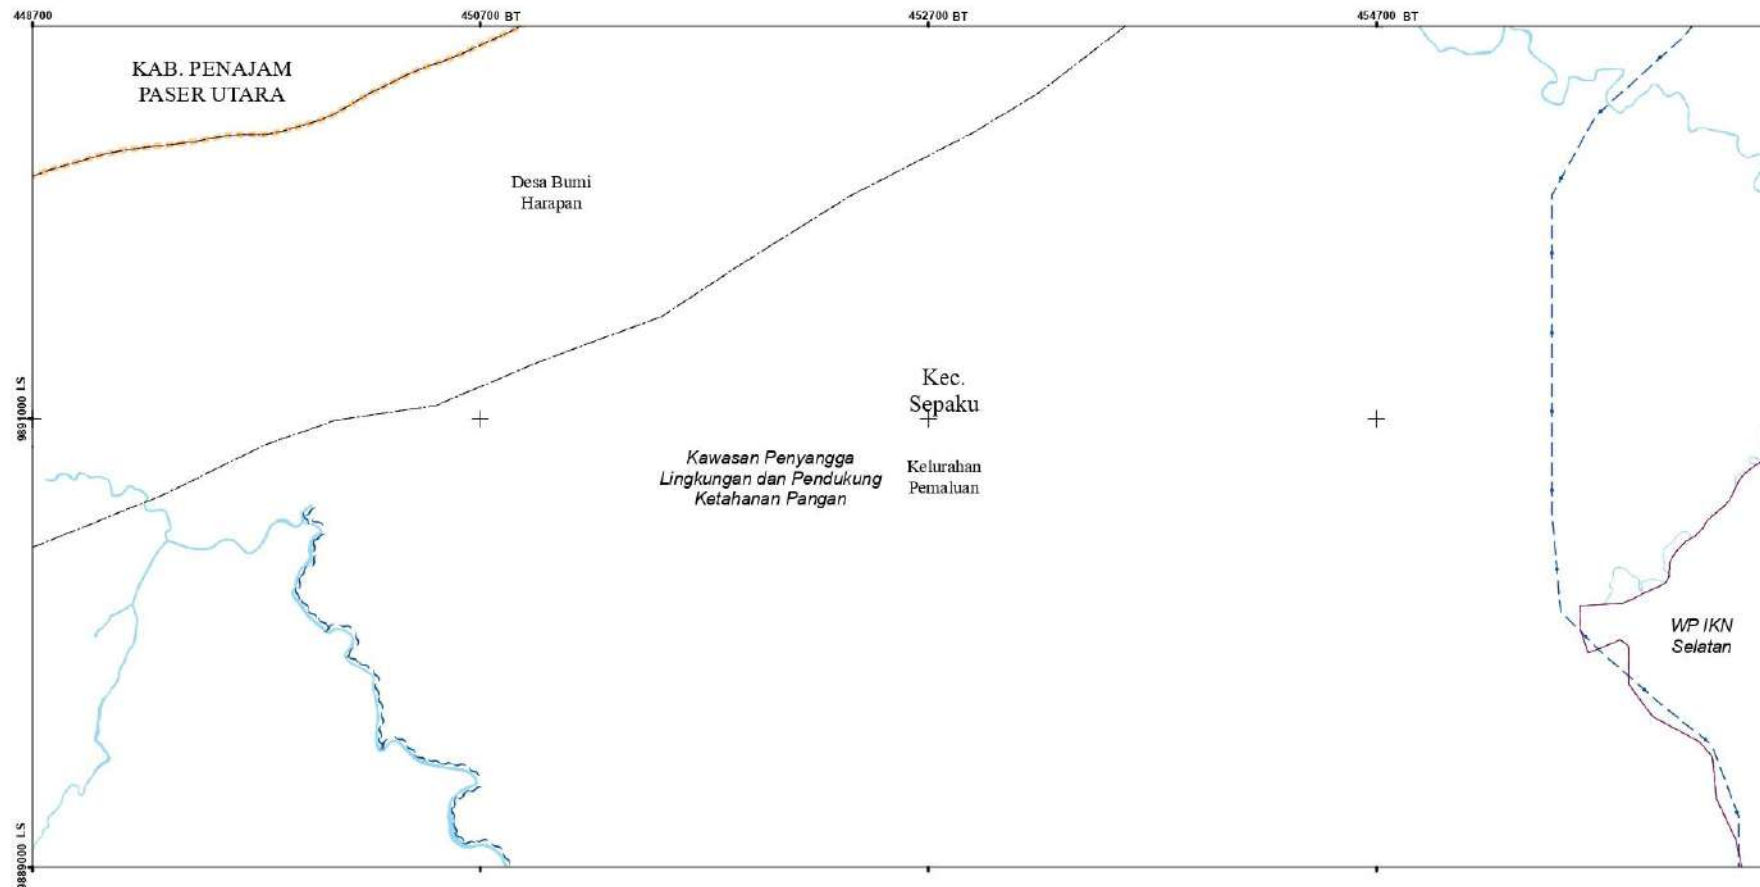 448700
450700 BT
452700 BT
454700 BT
KAB. PENAJAM
PASER UTARA
Desa Bumi
Harapan
9891000 LS
Kec.
Sepaku
Kawasan Penyangga
Lingkungan dan Pendukung
Ketahanan Pangan
Kelurahan
Pemaluan
WP IKN
Selatan
9889000 LS